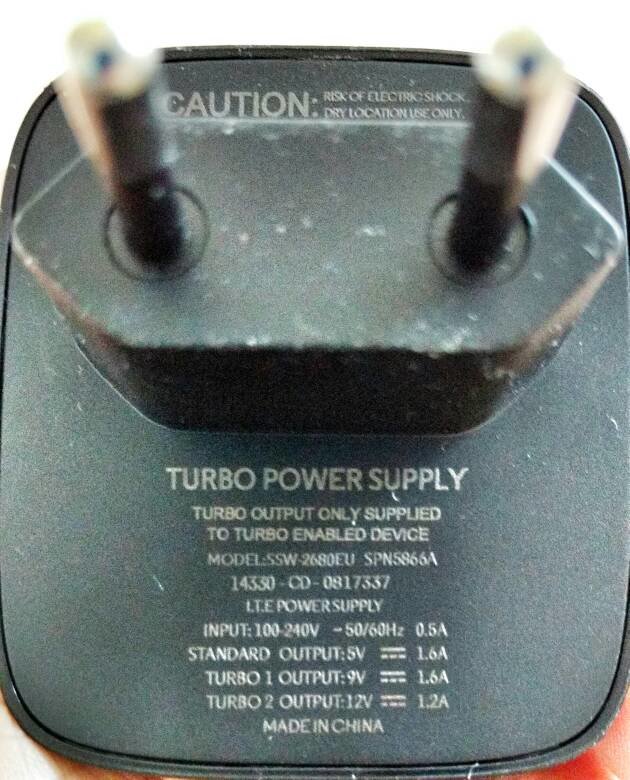 CAUTION: RISK OF ELECTRIC SHOCK.
DRY LOCATION USE ONLY.
TURBO POWER SUPPLY
TURBO OUTPUT ONLY SUPPLIED
TO TURBO ENABLED DEVICE
MODEL:SSW-2680EU SPN5866A
14330-CD-0817337
I.T.E POWER SUPPLY
INPUT:100-240V ~50/60Hz 0.5A
STANDARD OUTPUT:5V ⎓ 1.6A
TURBO 1 OUTPUT:9V ⎓ 1.6A
TURBO 2 OUTPUT:12V ⎓ 1.2A
MADE IN CHINA